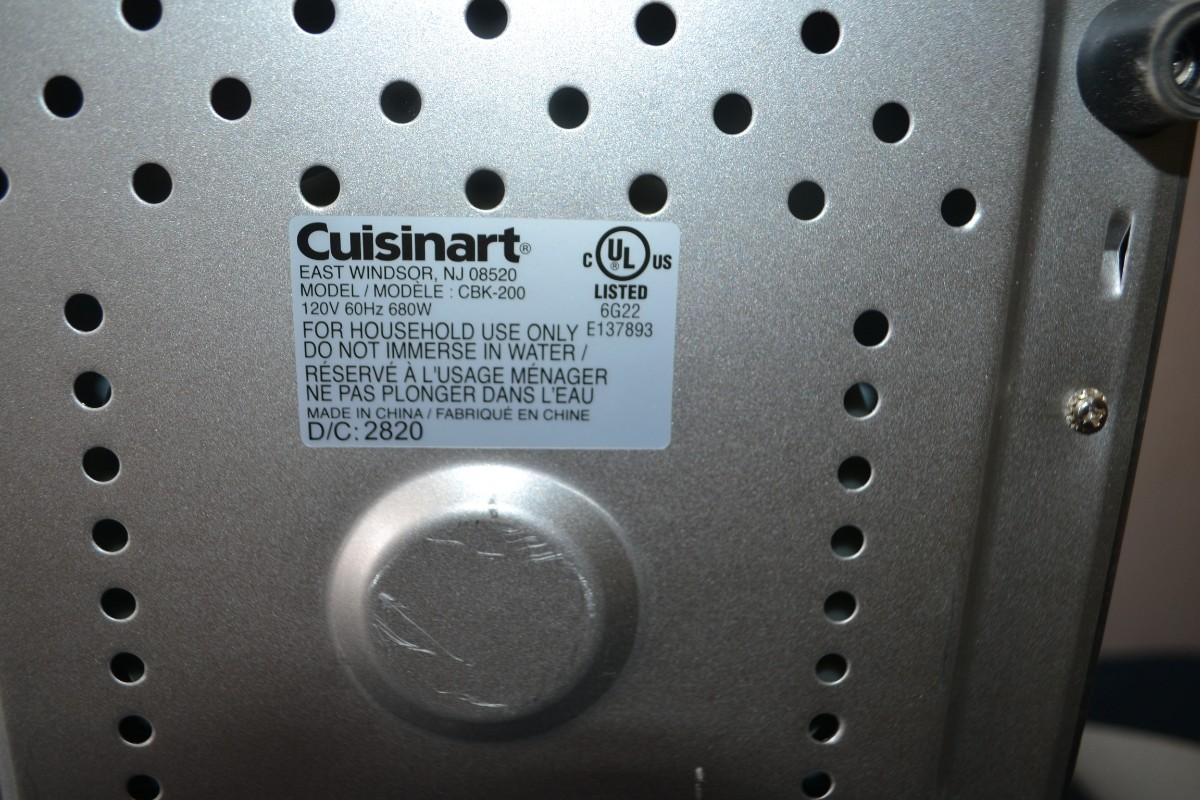 Cuisinart®
EAST WINDSOR, NJ 08520
MODEL / MODÈLE : CBK-200
120V 60Hz 680W
FOR HOUSEHOLD USE ONLY
DO NOT IMMERSE IN WATER /
RÉSERVÉ À L'USAGE MÉNAGER
NE PAS PLONGER DANS L'EAU
MADE IN CHINA / FABRIQUÉ EN CHINE
D/C: 2820
C UL® US
LISTED
6G22
E137893